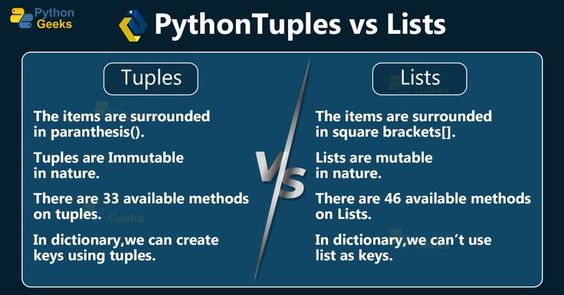 Python
Geeks
PythonTuples vs Lists
Tuples
The items are surrounded
in paranthesis().
Tuples are Immutable
in nature.
There are 33 available methods
on tuples.
In dictionary,we can create
keys using tuples.
VS
Lists
The items are surrounded
in square brackets[].
Lists are mutable
in nature.
There are 46 available methods
on Lists.
In dictionary,we can't use
list as keys.